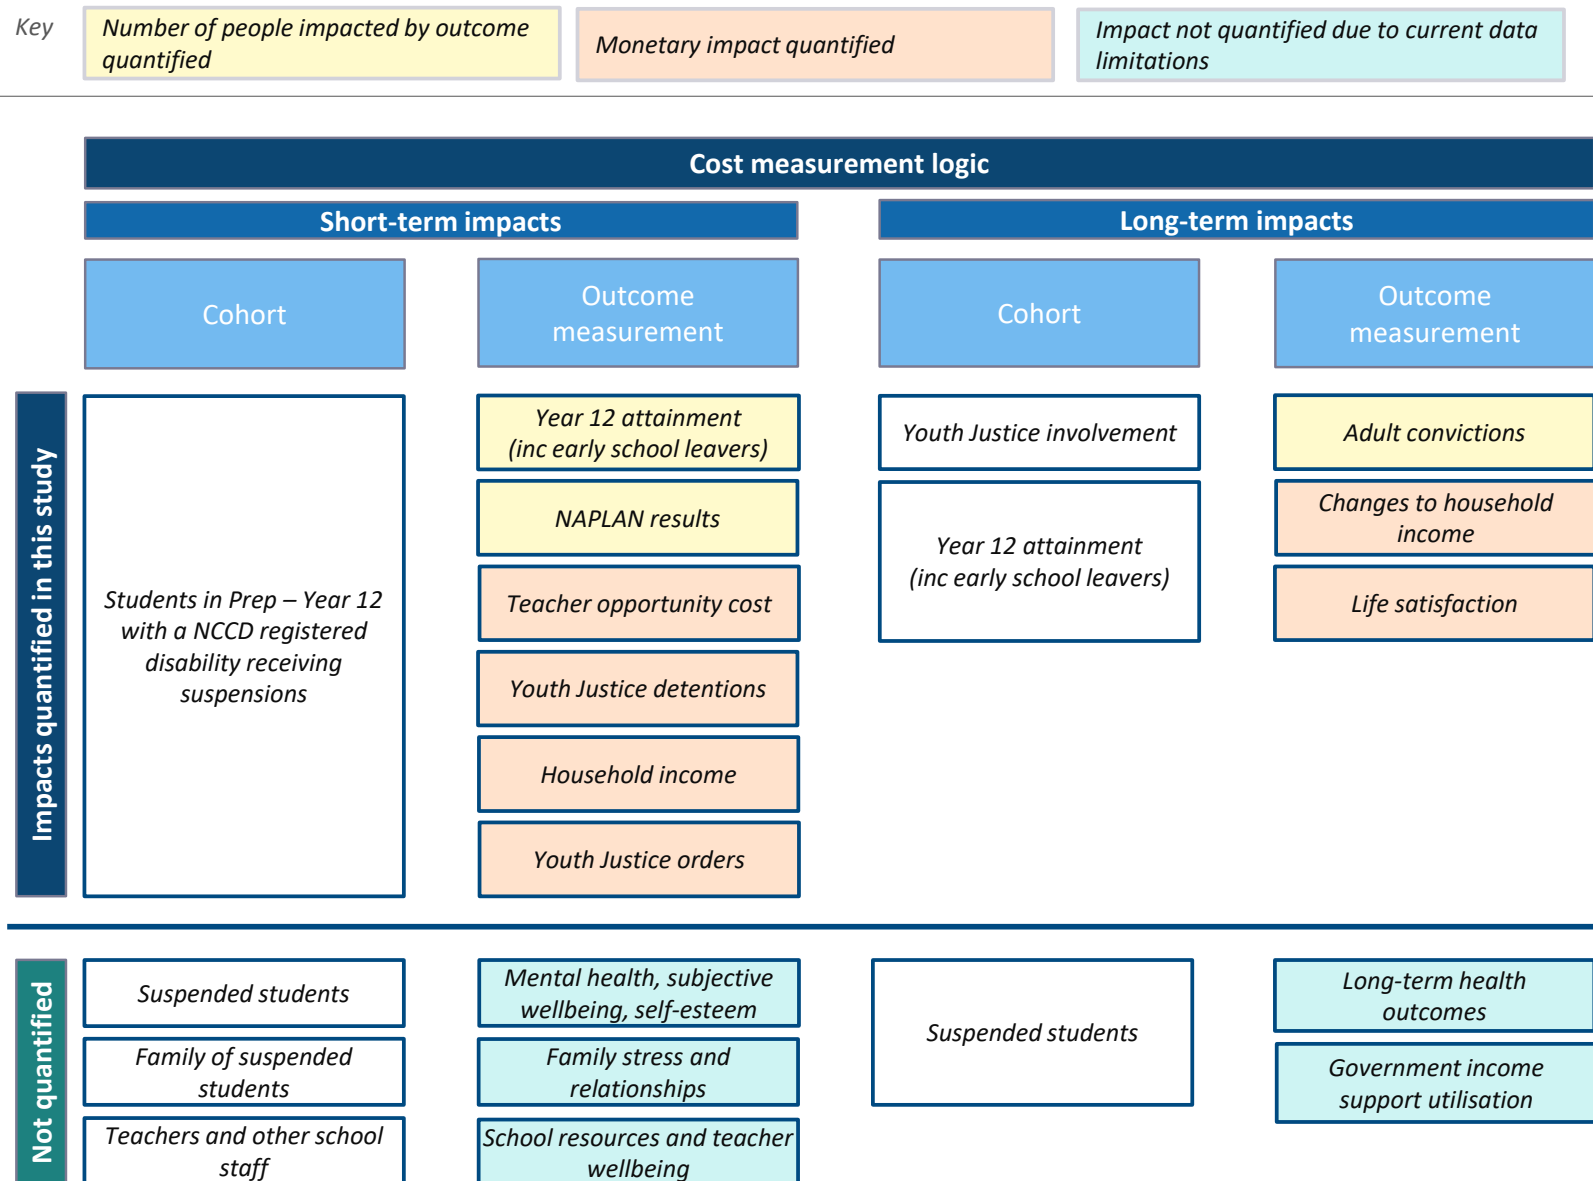 Key
Number of people impacted by outcome
quantified
Monetary impact quantified
Impact not quantified due to current data
limitations
Cost measurement logic
Short-term impacts
Long-term impacts
Cohort
Outcome
measurement
Cohort
Outcome
measurement
Impacts quantified in this study
Students in Prep – Year 12
with a NCCD registered
disability receiving
suspensions
Year 12 attainment
(inc early school leavers)
NAPLAN results
Teacher opportunity cost
Youth Justice detentions
Household income
Youth Justice orders
Youth Justice involvement
Year 12 attainment
(inc early school leavers)
Adult convictions
Changes to household
income
Life satisfaction
Not quantified
Suspended students
Family of suspended
students
Teachers and other school
staff
Mental health, subjective
wellbeing, self-esteem
Family stress and
relationships
School resources and teacher
wellbeing
Suspended students
Long-term health
outcomes
Government income
support utilisation